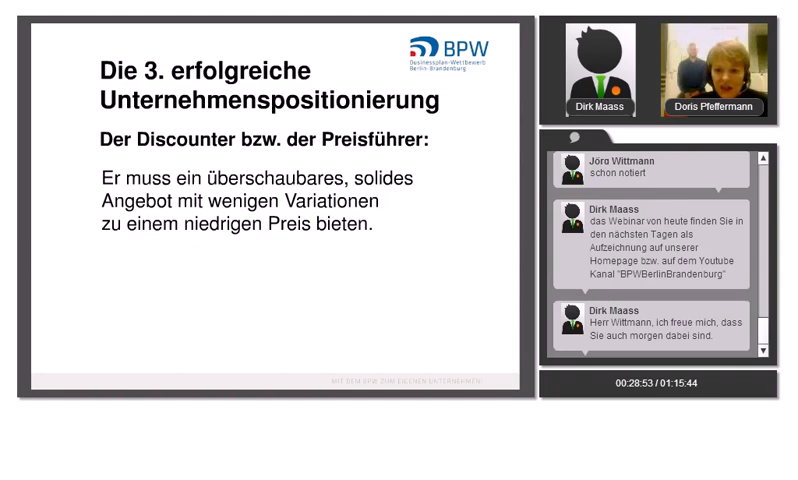 BPW
Businessplan-Wettbewerb
Berlin-Brandenburg
Die 3. erfolgreiche
Unternehmenspositionierung
Der Discounter bzw. der Preisführer:
Er muss ein überschaubares, solides
Angebot mit wenigen Variationen
zu einem niedrigen Preis bieten.
MIT DEM BPW ZUM EIGENEN UNTERNEHMEN
Dirk Maass
Doris Pfeffermann
Jörg Wittmann
schon notiert
Dirk Maass
das Webinar von heute finden Sie in
den nächsten Tagen als
Aufzeichnung auf unserer
Homepage bzw. auf dem Youtube
Kanal "BPWBerlinBrandenburg"
Dirk Maass
Herr Wittmann, ich freue mich, dass
Sie auch morgen dabei sind.
00:28:53 / 01:15:44